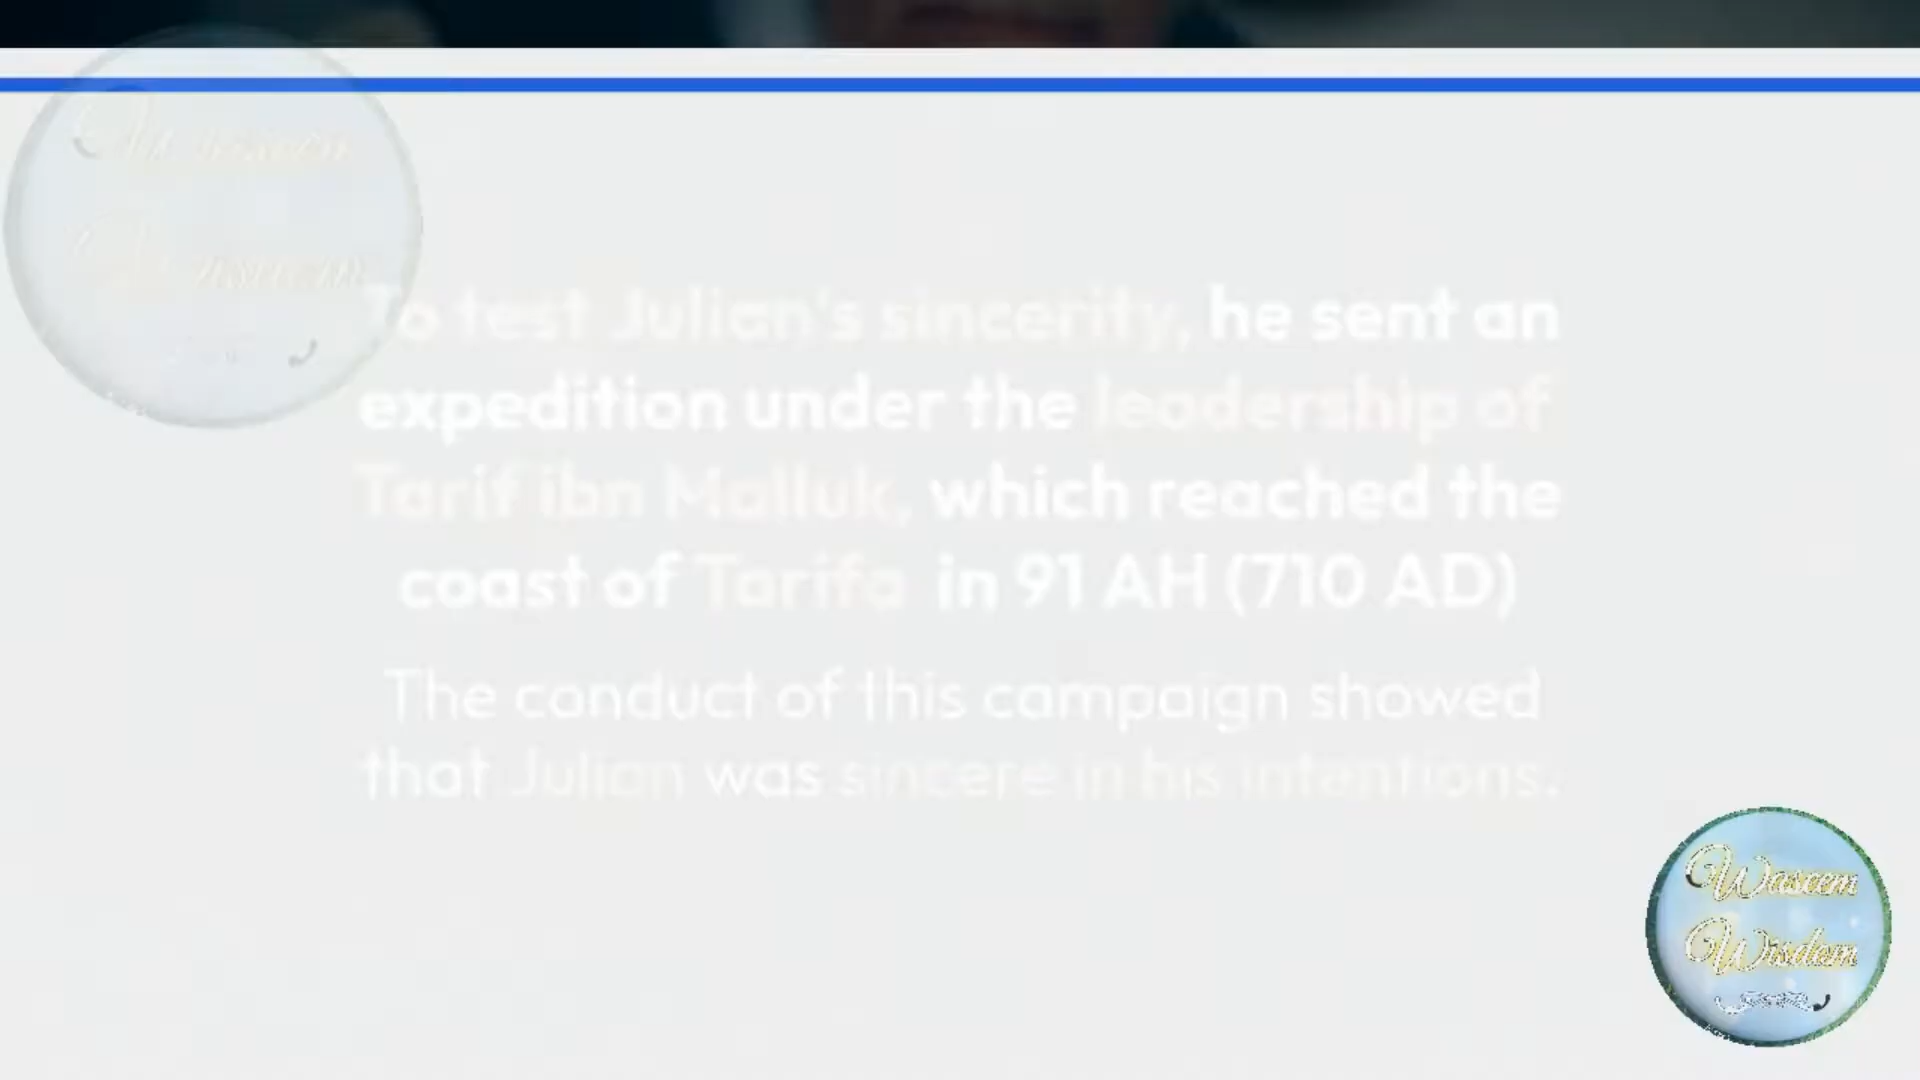 Waseem
Wisdom
To test Julian's sincerity, he sent an
expedition under the leadership of
Tarif ibn Malluk, which reached the
coast of Tarifa in 91 AH (710 AD)
The conduct of this campaign showed
that Julian was sincere in his intentions.
Waseem
Wisdom